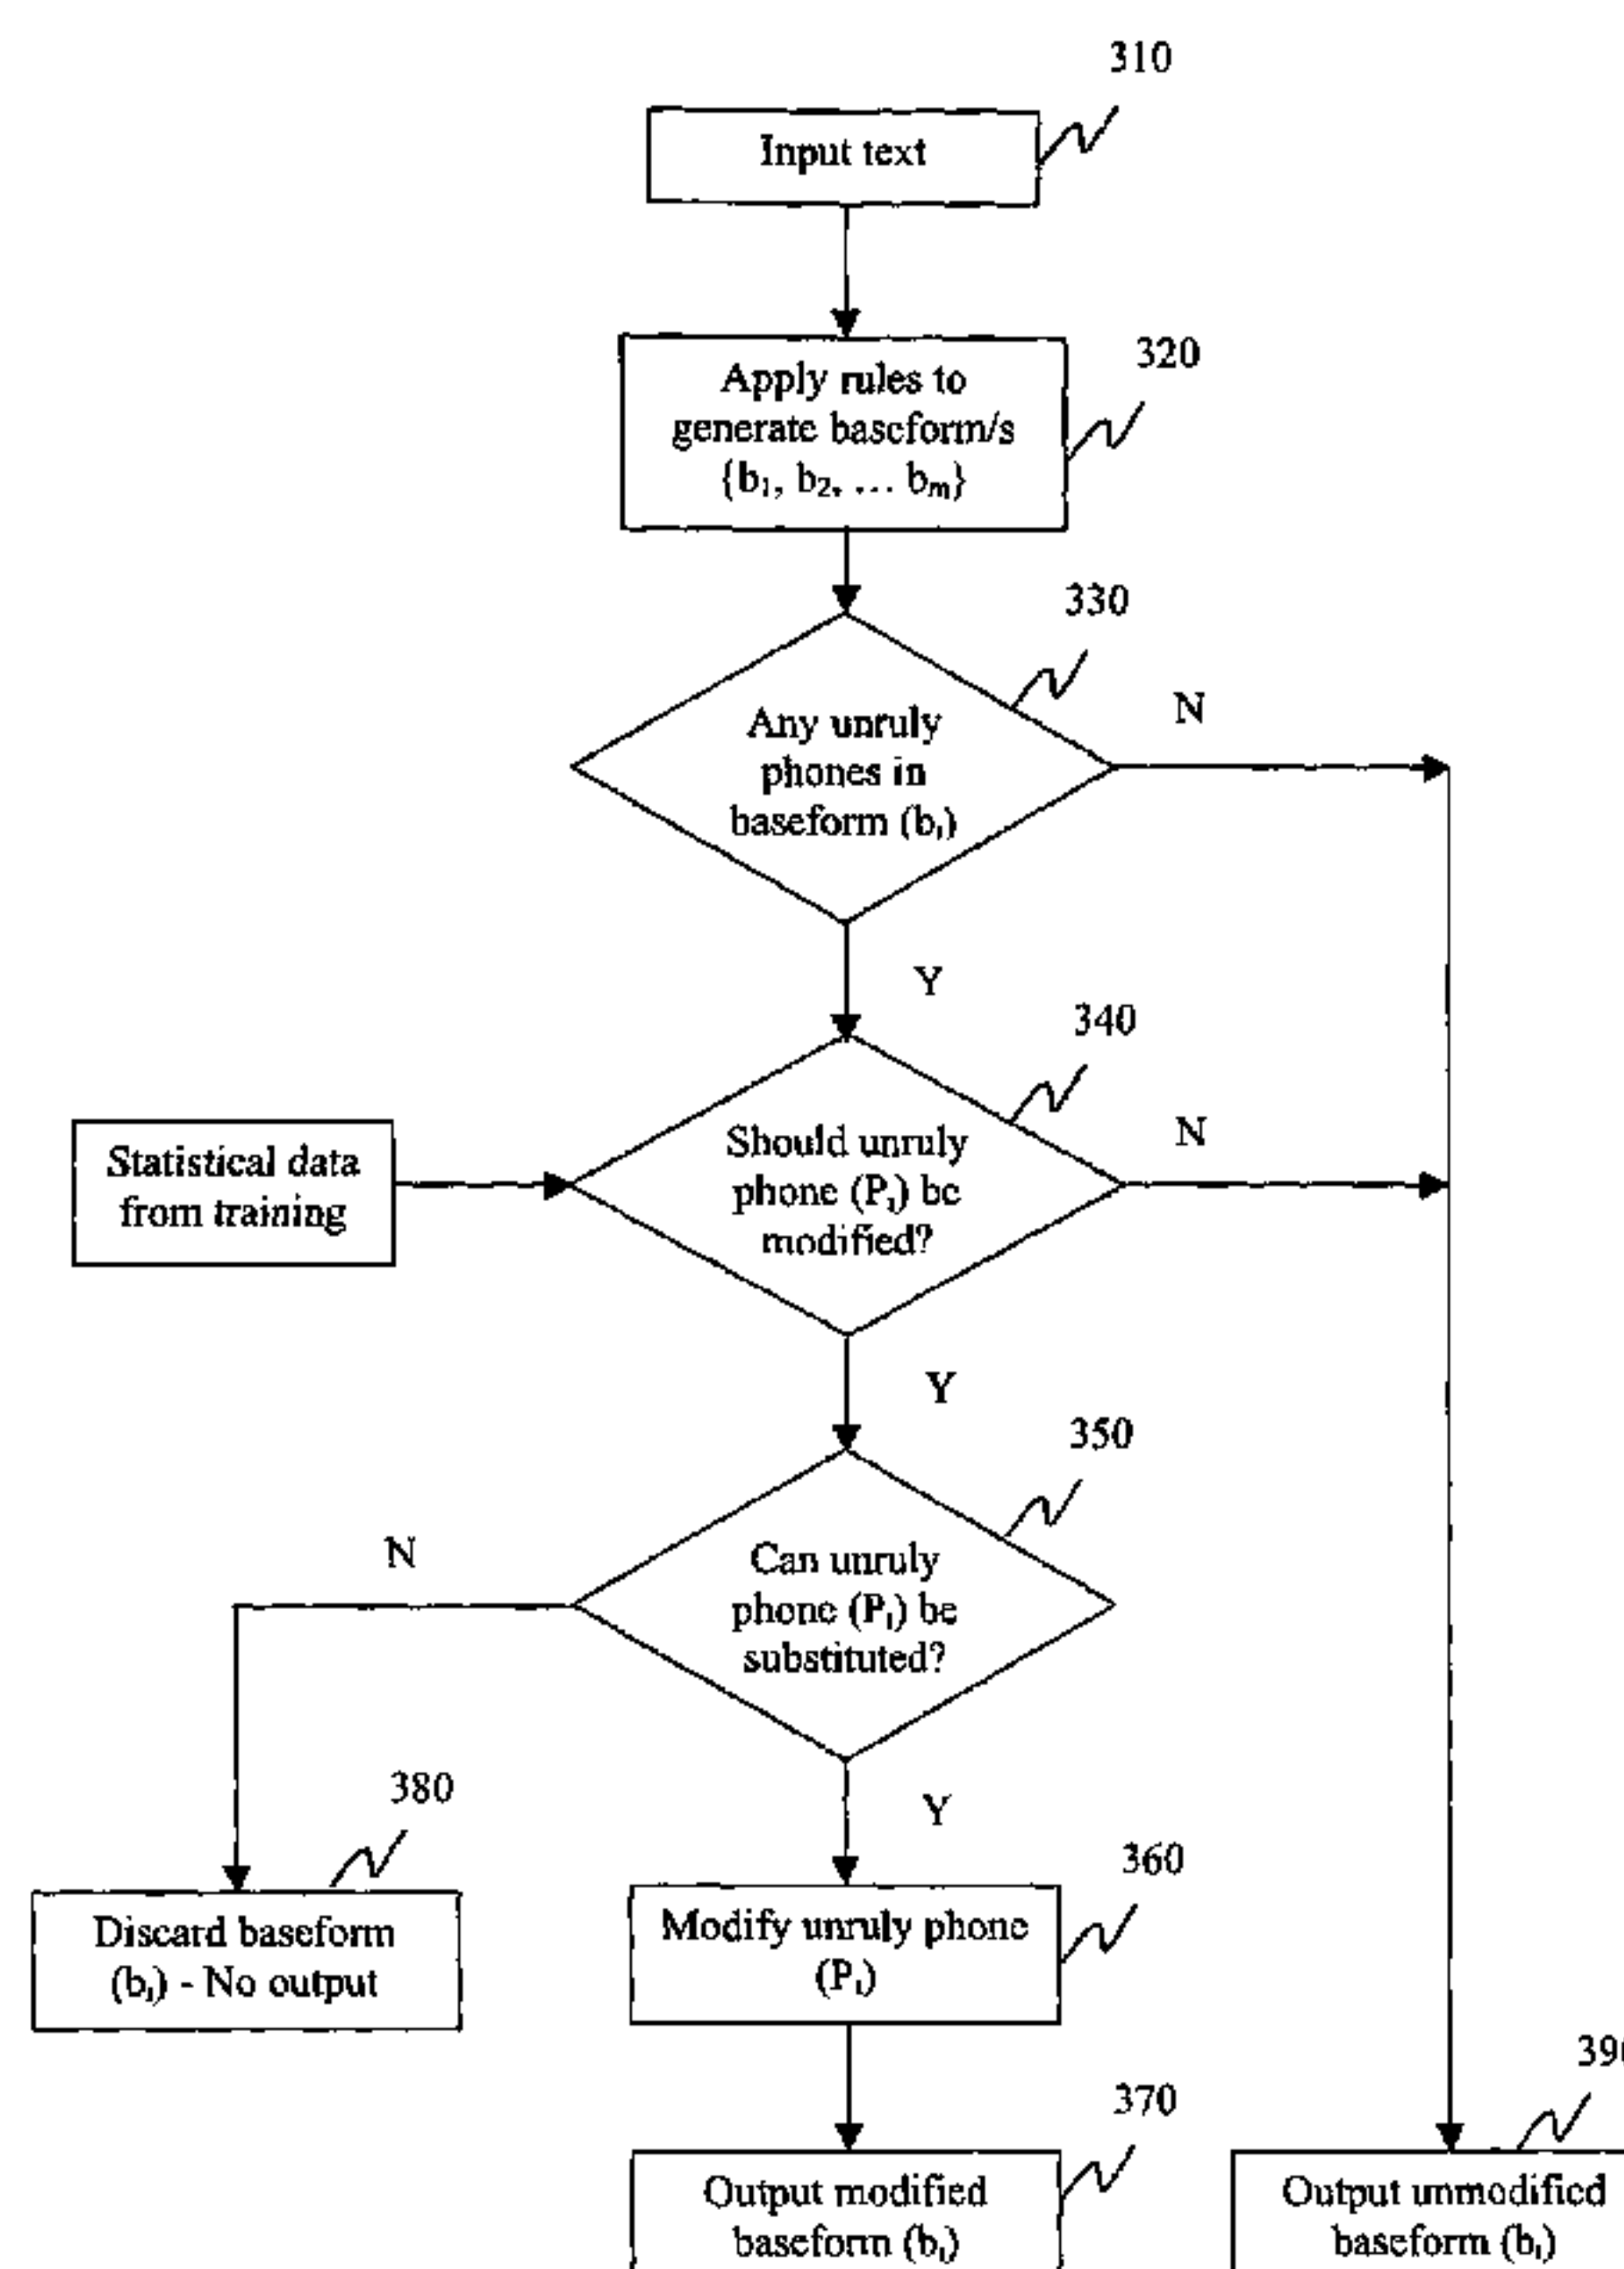 310
Input text
320
Apply rules to
generate baseform/s
{b₁, b₂, … bₘ}
330
Any unruly
phones in
baseform (bᵢ)
N
Y
340
Statistical data
from training
Should unruly
phone (Pᵢ) be
modified?
N
Y
350
Can unruly
phone (Pᵢ) be
substituted?
N
Y
380
Discard baseform
(bᵢ) - No output
360
Modify unruly phone
(Pᵢ)
370
Output modified
baseform (bᵢ)
390
Output unmodified
baseform (bᵢ)